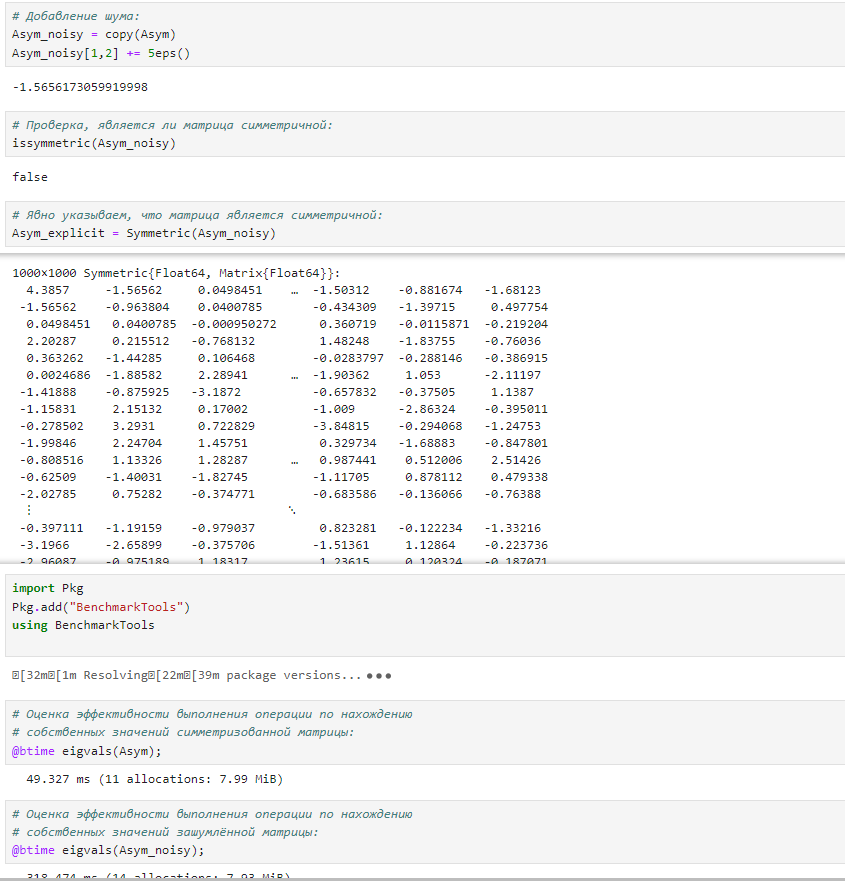 # Добавление шума:
Asym_noisy = copy(Asym)
Asym_noisy[1,2] += 5eps()
-1.5656173059919998
# Проверка, является ли матрица симметричной:
issymmetric(Asym_noisy)
false
# Явно указываем, что матрица является симметричной:
Asym_explicit = Symmetric(Asym_noisy)
1000×1000 Symmetric{Float64, Matrix{Float64}}:
4.3857 -1.56562 0.0498451 … -1.50312 -0.881674 -1.68123
-1.56562 -0.963804 0.0400785 -0.434309 -1.39715 0.497754
0.0498451 0.0400785 -0.000950272 0.360719 -0.0115871 -0.219204
2.20287 0.215512 -0.768132 1.48248 -1.83755 -0.76036
0.363262 -1.44285 0.106468 -0.0283797 -0.288146 -0.386915
0.0024686 -1.88582 2.28941 … -1.90362 1.053 -2.11197
-1.41888 -0.875925 -3.1872 -0.657832 -0.37505 1.1387
-1.15831 2.15132 0.17002 -1.009 -2.86324 -0.395011
-0.278502 3.2931 0.722829 -3.84815 -0.294068 -1.24753
-1.99846 2.24704 1.45751 0.329734 -1.68883 -0.847801
-0.808516 1.13326 1.28287 … 0.987441 0.512006 2.51426
-0.62509 -1.40031 -1.82745 -1.11705 0.878112 0.479338
-2.02785 0.75282 -0.374771 -0.683586 -0.136066 -0.76388
⋮ ⋱
-0.397111 -1.19159 -0.979037 0.823281 -0.122234 -1.33216
-3.1966 -2.65899 -0.375706 -1.51361 1.12864 -0.223736
-2.96087 -0.975189 1.18317 1.23615 0.120324 -0.187071
import Pkg
Pkg.add("BenchmarkTools")
using BenchmarkTools
[32m[1m Resolving[22m[39m package versions... ●●●
# Оценка эффективности выполнения операции по нахождению
# собственных значений симметризованной матрицы:
@btime eigvals(Asym);
49.327 ms (11 allocations: 7.99 MiB)
# Оценка эффективности выполнения операции по нахождению
# собственных значений зашумлённой матрицы:
@btime eigvals(Asym_noisy);
318.474 ms (14 allocations: 7.93 MiB)